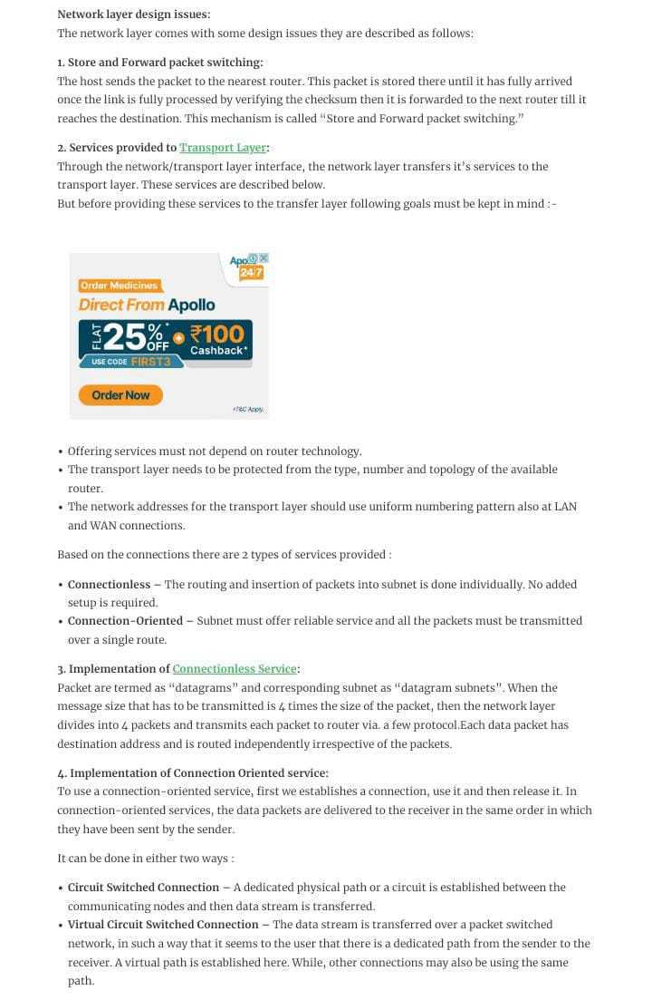 Network layer design issues:
The network layer comes with some design issues they are described as follows:
1. Store and Forward packet switching:
The host sends the packet to the nearest router. This packet is stored there until it has fully arrived
once the link is fully processed by verifying the checksum then it is forwarded to the next router till it
reaches the destination. This mechanism is called “Store and Forward packet switching.”
2. Services provided to Transport Layer:
Through the network/transport layer interface, the network layer transfers it’s services to the
transport layer. These services are described below.
But before providing these services to the transfer layer following goals must be kept in mind :-
Apo
24|7
Order Medicines
Direct From Apollo
FLAT 25%* OFF + ₹100 Cashback*
USE CODE FIRST3
Order Now
*T&C Apply.
• Offering services must not depend on router technology.
• The transport layer needs to be protected from the type, number and topology of the available
router.
• The network addresses for the transport layer should use uniform numbering pattern also at LAN
and WAN connections.
Based on the connections there are 2 types of services provided :
• Connectionless – The routing and insertion of packets into subnet is done individually. No added
setup is required.
• Connection-Oriented – Subnet must offer reliable service and all the packets must be transmitted
over a single route.
3. Implementation of Connectionless Service:
Packet are termed as “datagrams” and corresponding subnet as “datagram subnets”. When the
message size that has to be transmitted is 4 times the size of the packet, then the network layer
divides into 4 packets and transmits each packet to router via. a few protocol.Each data packet has
destination address and is routed independently irrespective of the packets.
4. Implementation of Connection Oriented service:
To use a connection-oriented service, first we establishes a connection, use it and then release it. In
connection-oriented services, the data packets are delivered to the receiver in the same order in which
they have been sent by the sender.
It can be done in either two ways :
• Circuit Switched Connection – A dedicated physical path or a circuit is established between the
communicating nodes and then data stream is transferred.
• Virtual Circuit Switched Connection – The data stream is transferred over a packet switched
network, in such a way that it seems to the user that there is a dedicated path from the sender to the
receiver. A virtual path is established here. While, other connections may also be using the same
path.